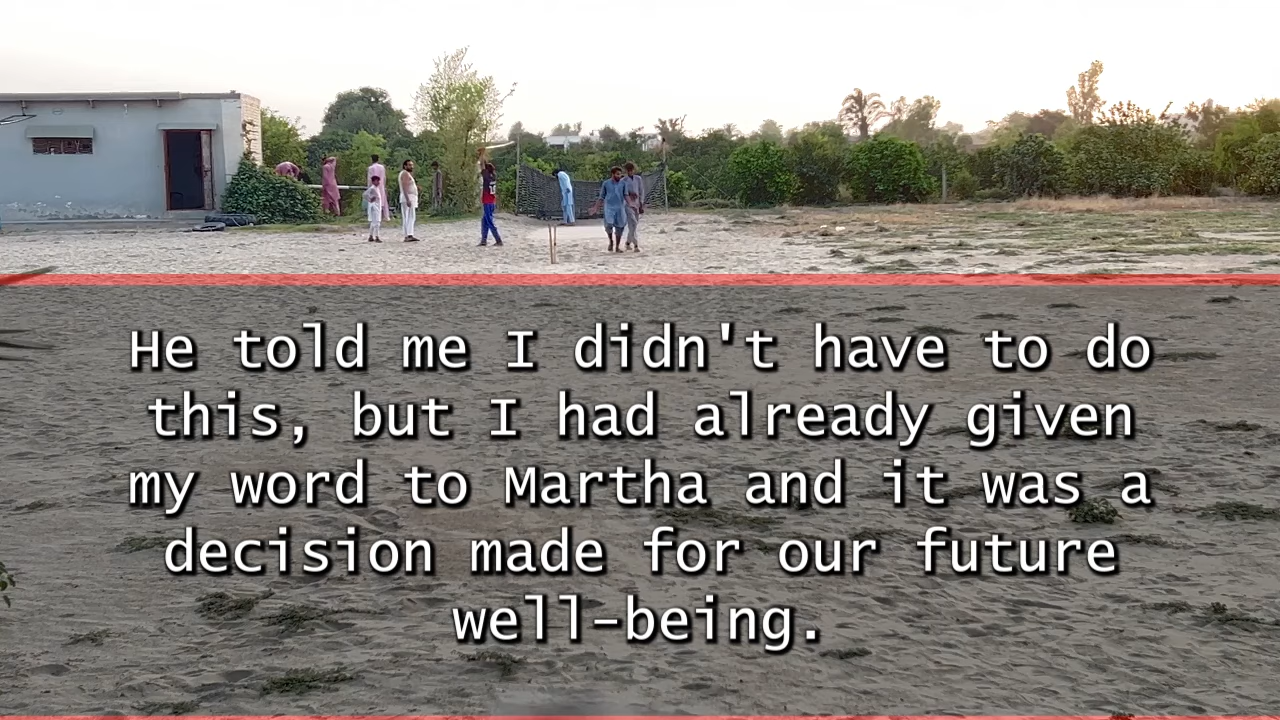 He told me I didn't have to do
this, but I had already given
my word to Martha and it was a
decision made for our future
well-being.